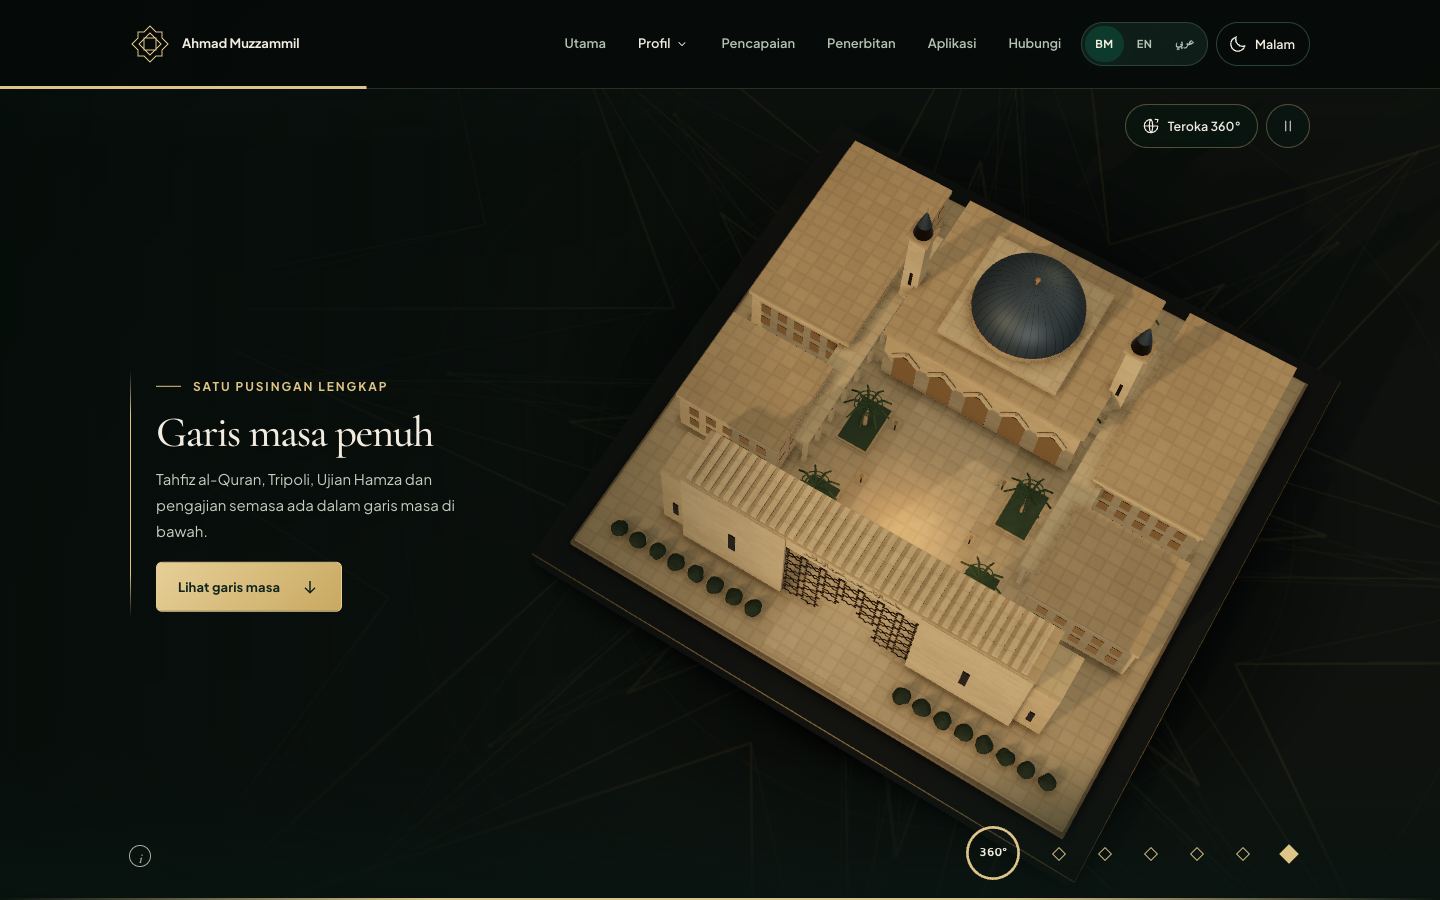 Ahmad Muzzammil
Utama
Profil
Pencapaian
Penerbitan
Aplikasi
Hubungi
BM
EN
عربي
Malam
Teroka 360°
SATU PUSINGAN LENGKAP
Garis masa penuh
Tahfiz al-Quran, Tripoli, Ujian Hamza dan
pengajian semasa ada dalam garis masa di
bawah.
Lihat garis masa
i
360°